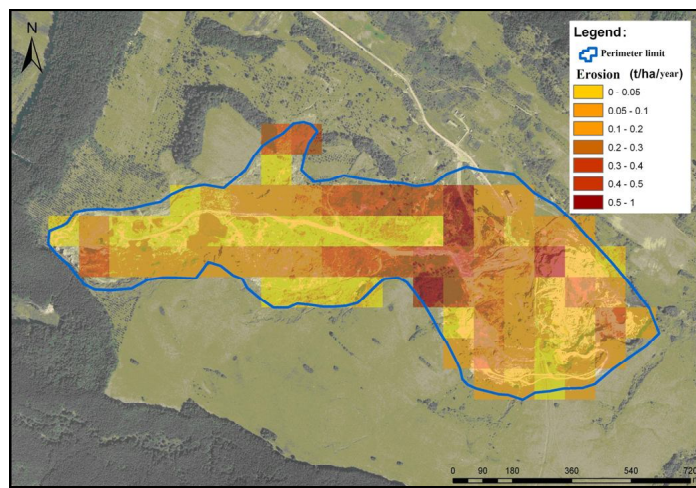 N
Legend:
Perimeter limit
Erosion (t/ha/year)
0 - 0.05
0.05 - 0.1
0.1 - 0.2
0.2 - 0.3
0.3 - 0.4
0.4 - 0.5
0.5 - 1
0 90 180 360 540 720